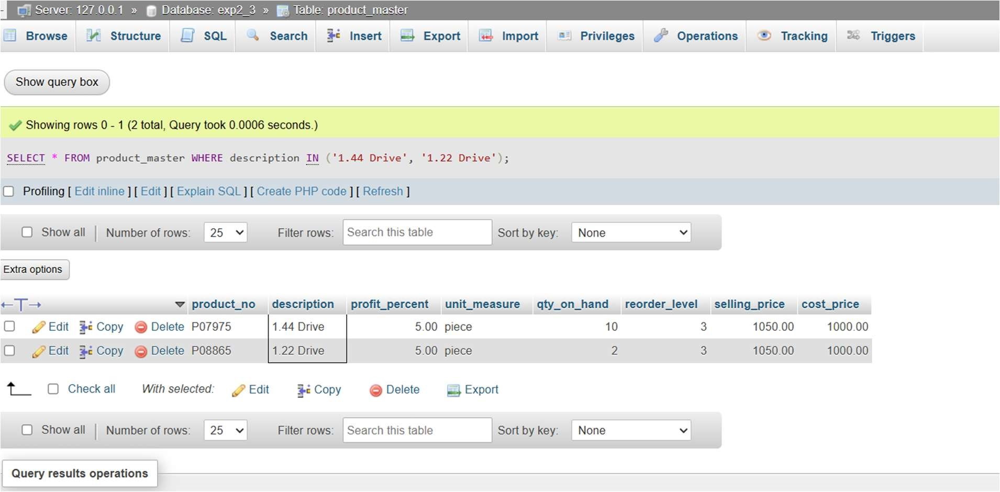 Server: 127.0.0.1 » Database: exp2_3 » Table: product_master
Browse Structure SQL Search Insert Export Import Privileges Operations Tracking Triggers
Show query box
Showing rows 0 - 1 (2 total, Query took 0.0006 seconds.)
SELECT * FROM product_master WHERE description IN ('1.44 Drive', '1.22 Drive');
Profiling [ Edit inline ] [ Edit ] [ Explain SQL ] [ Create PHP code ] [ Refresh ]
Show all Number of rows: 25 Filter rows: Search this table Sort by key: None
Extra options
product_no description profit_percent unit_measure qty_on_hand reorder_level selling_price cost_price
Edit Copy Delete P07975 1.44 Drive 5.00 piece 10 3 1050.00 1000.00
Edit Copy Delete P08865 1.22 Drive 5.00 piece 2 3 1050.00 1000.00
Check all With selected: Edit Copy Delete Export
Show all Number of rows: 25 Filter rows: Search this table Sort by key: None
Query results operations